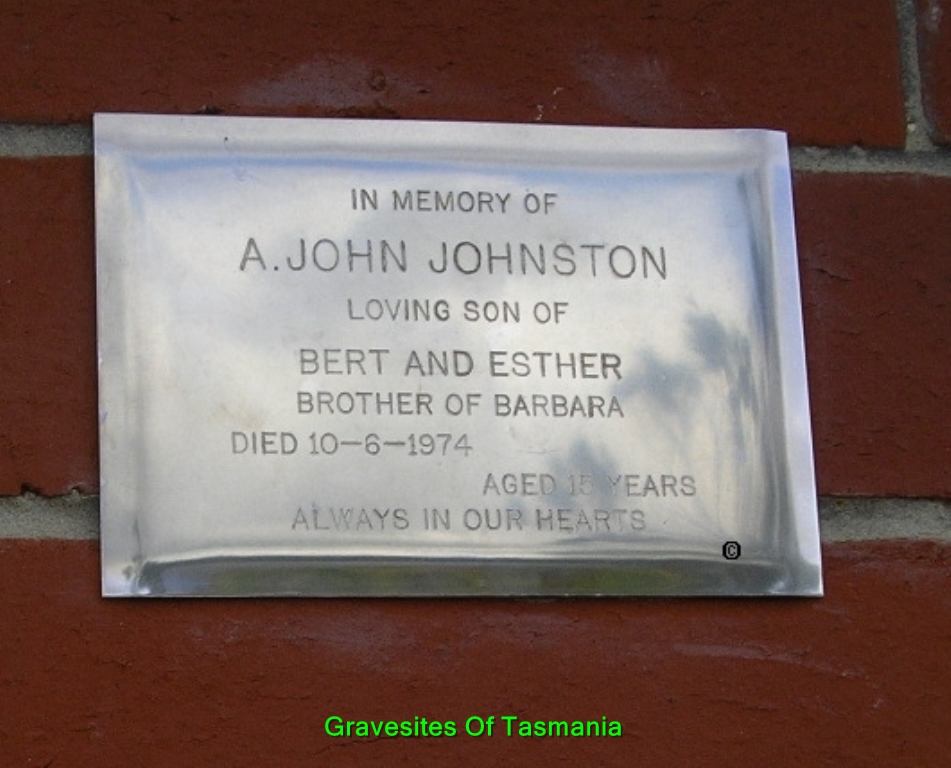 IN MEMORY OF
A.JOHN JOHNSTON
LOVING SON OF
BERT AND ESTHER
BROTHER OF BARBARA
DIED 10-6-1974
AGED 15 YEARS
ALWAYS IN OUR HEARTS
©
Gravesites Of Tasmania